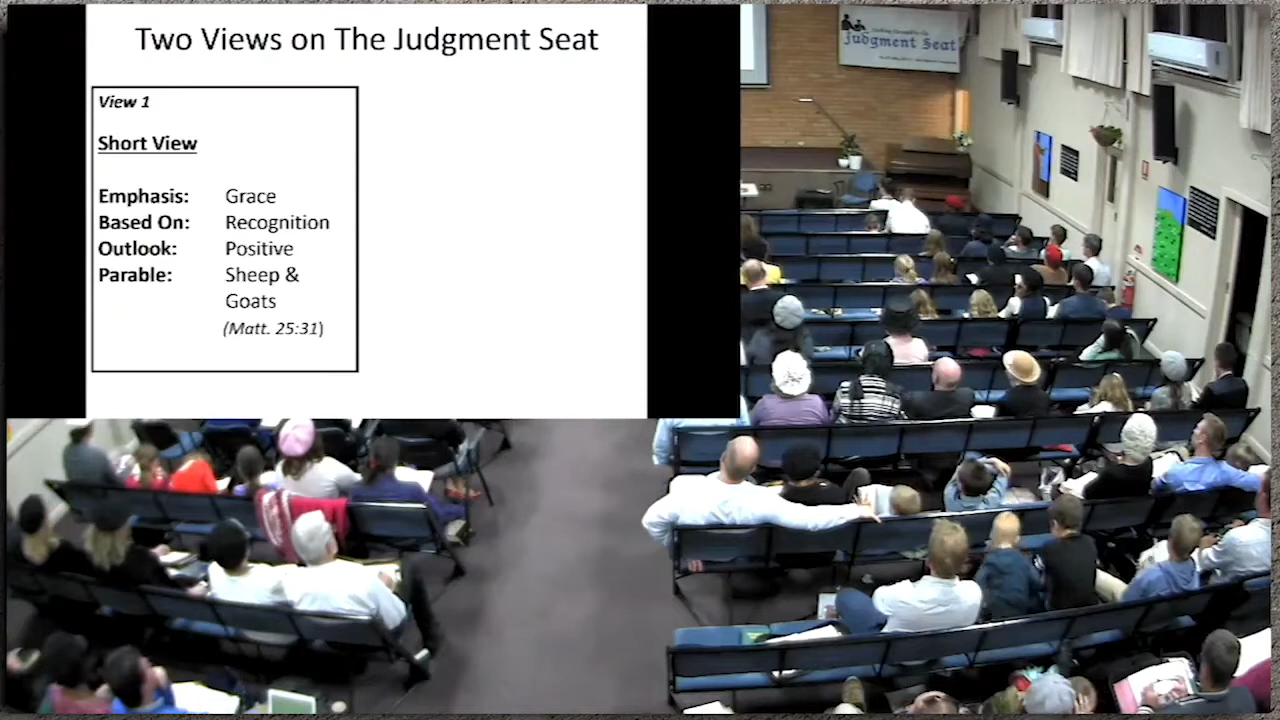 Two Views on The Judgment Seat
View 1
Short View
Emphasis: Grace
Based On: Recognition
Outlook: Positive
Parable: Sheep &
Goats
(Matt. 25:31)
Judgment Seat